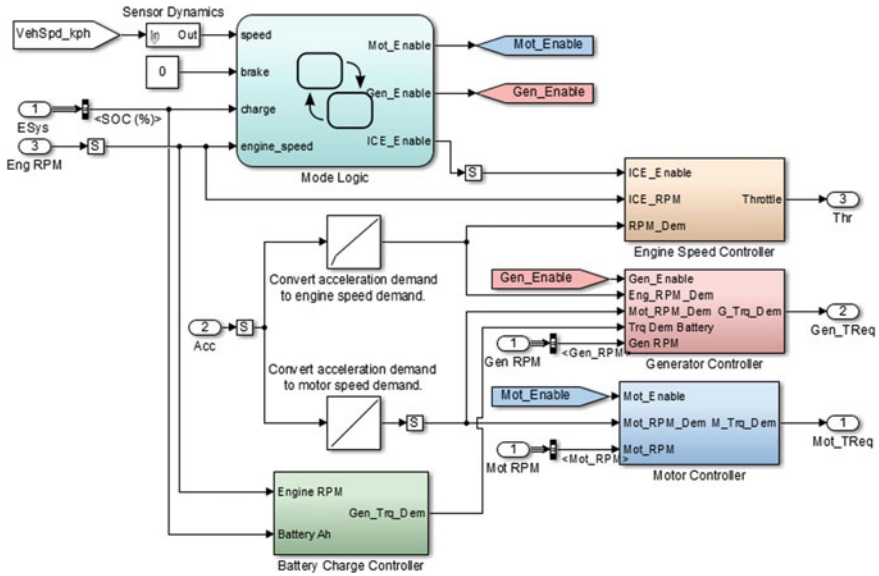 Sensor Dynamics
VehSpd_kph
In Out
speed
Mot_Enable
Mot_Enable
0
brake
Gen_Enable
Gen_Enable
1
ESys
<SOC (%)>
charge
ICE_Enable
3
Eng RPM
S
engine_speed
Mode Logic
S
ICE_Enable
ICE_RPM
Throttle
3
Thr
RPM_Dem
Engine Speed Controller
Convert acceleration demand
to engine speed demand.
Gen_Enable
Gen_Enable
Eng_RPM_Dem
Mot_RPM_Dem
G_Trq_Dem
2
Gen_TReq
Trq Dem Battery
Gen RPM
1
Gen RPM
<Gen_RPM>
Generator Controller
2
Acc
S
Convert acceleration demand
to motor speed demand.
S
Mot_Enable
Mot_Enable
Mot_RPM_Dem
M_Trq_Dem
1
Mot_TReq
Mot_RPM
1
Mot RPM
<Mot_RPM>
Motor Controller
Engine RPM
Gen_Trq_Dem
Battery Ah
Battery Charge Controller